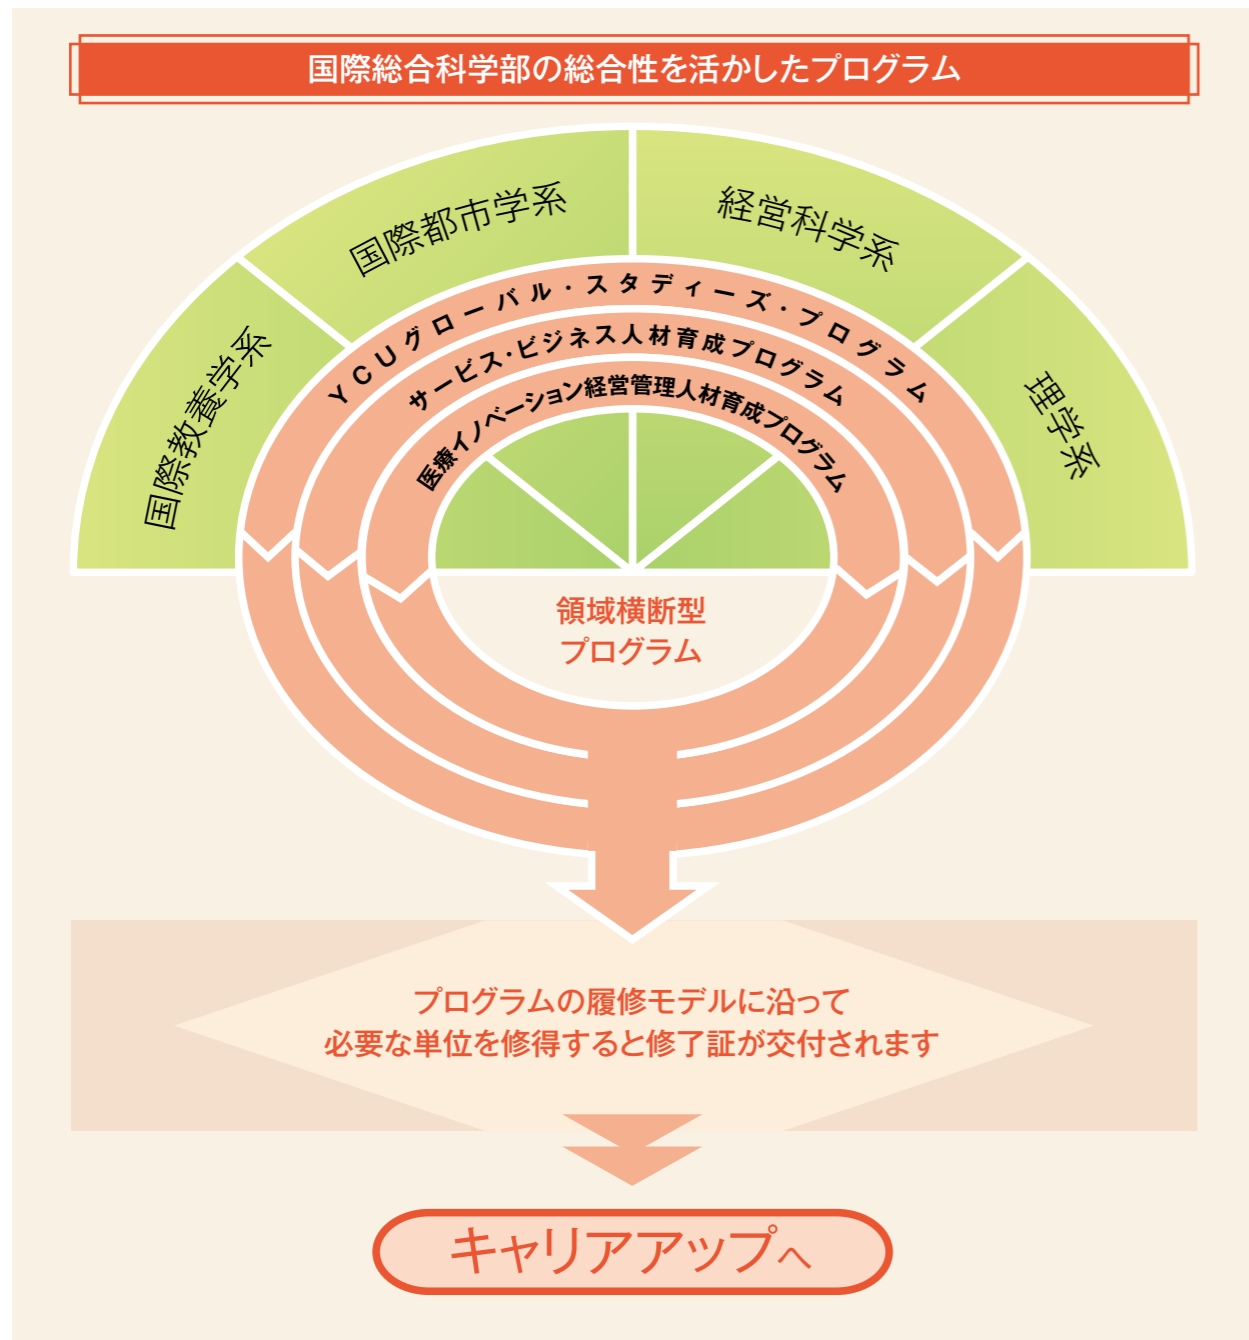 国際総合科学部の総合性を活かしたプログラム
国際教養学系
国際都市学系
経営科学系
理学系
YCUグローバル・スタディーズ・プログラム
サービス・ビジネス人材育成プログラム
医療イノベーション経営管理人材育成プログラム
領域横断型
プログラム
プログラムの履修モデルに沿って
必要な単位を修得すると修了証が交付されます
キャリアアップへ